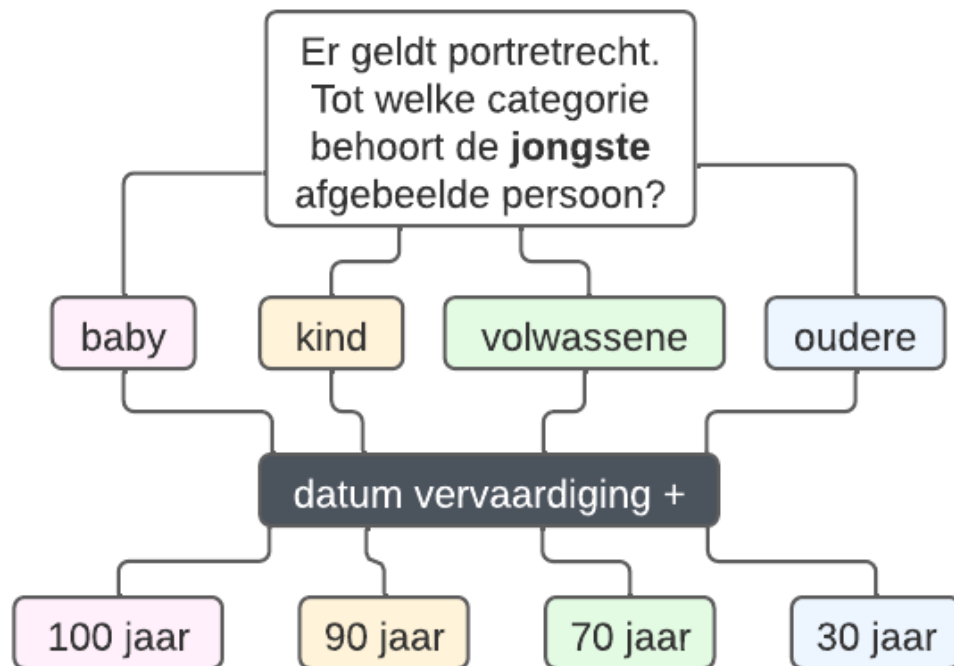 Er geldt portretrecht.
Tot welke categorie
behoort de jongste
afgebeelde persoon?
baby
kind
volwassene
oudere
datum vervaardiging +
100 jaar
90 jaar
70 jaar
30 jaar